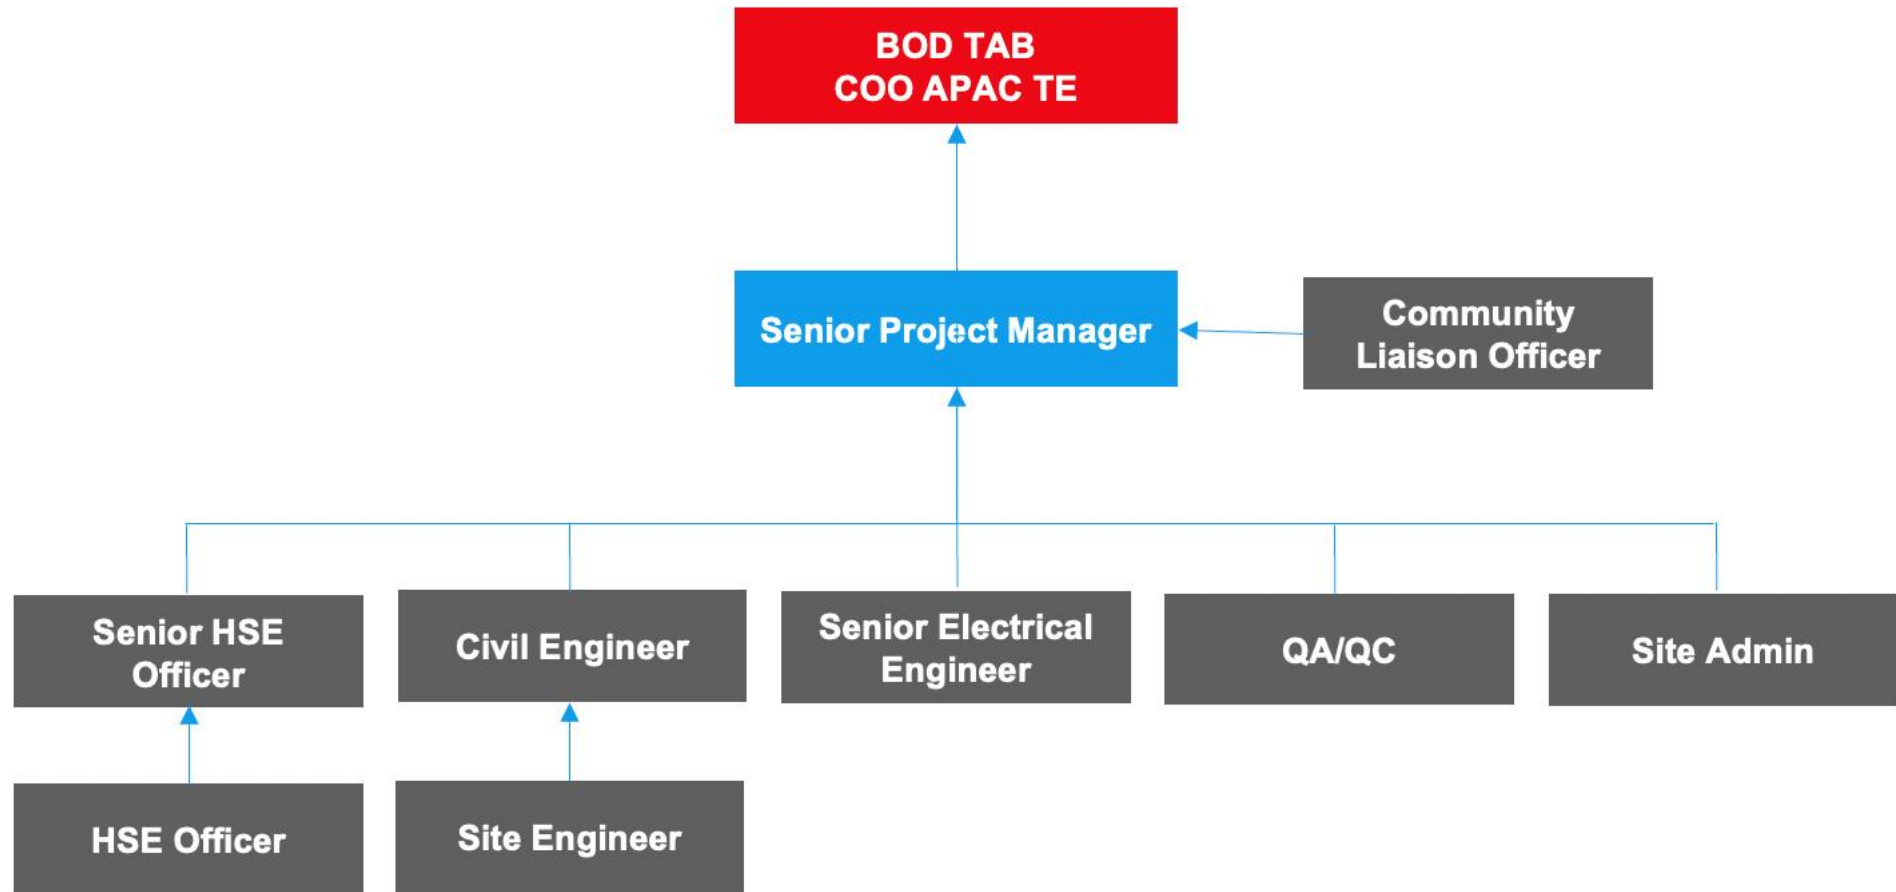 BOD TAB
COO APAC TE
Senior Project Manager
Community
Liaison Officer
Senior HSE
Officer
Civil Engineer
Senior Electrical
Engineer
QA/QC
Site Admin
HSE Officer
Site Engineer